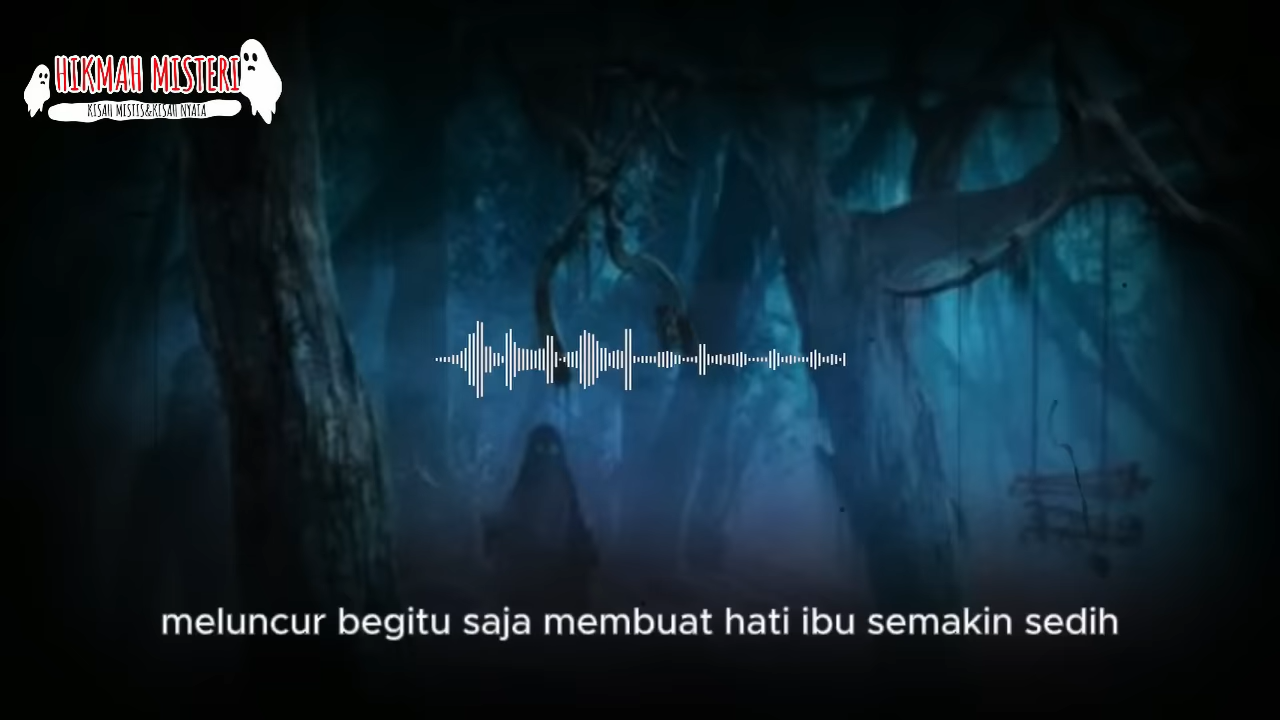 HIKMAH MISTERI
KISAH MISTIS&KISAH NYATA
meluncur begitu saja membuat hati ibu semakin sedih